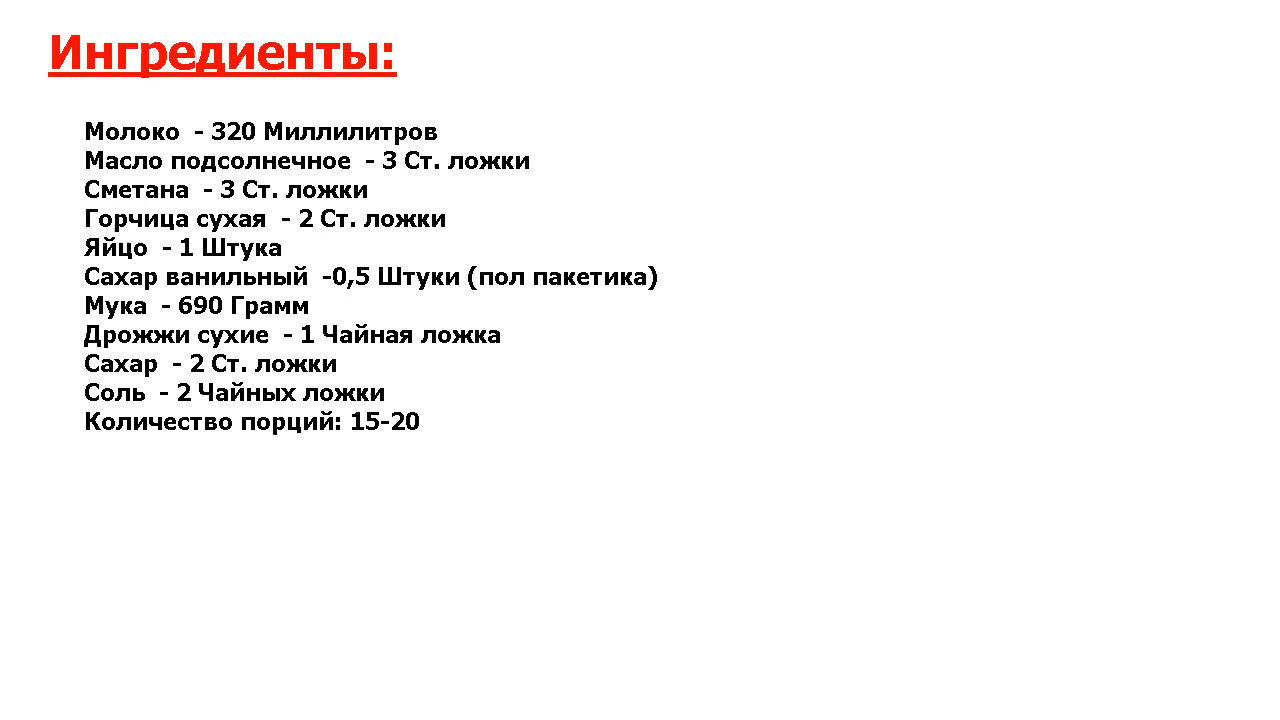 Ингредиенты:
Молоко  - 320 Миллилитров
Масло подсолнечное  - 3 Ст. ложки
Сметана  - 3 Ст. ложки
Горчица сухая  - 2 Ст. ложки
Яйцо  - 1 Штука
Сахар ванильный  -0,5 Штуки (пол пакетика)
Мука  - 690 Грамм
Дрожжи сухие  - 1 Чайная ложка
Сахар  - 2 Ст. ложки
Соль  - 2 Чайных ложки
Количество порций: 15-20